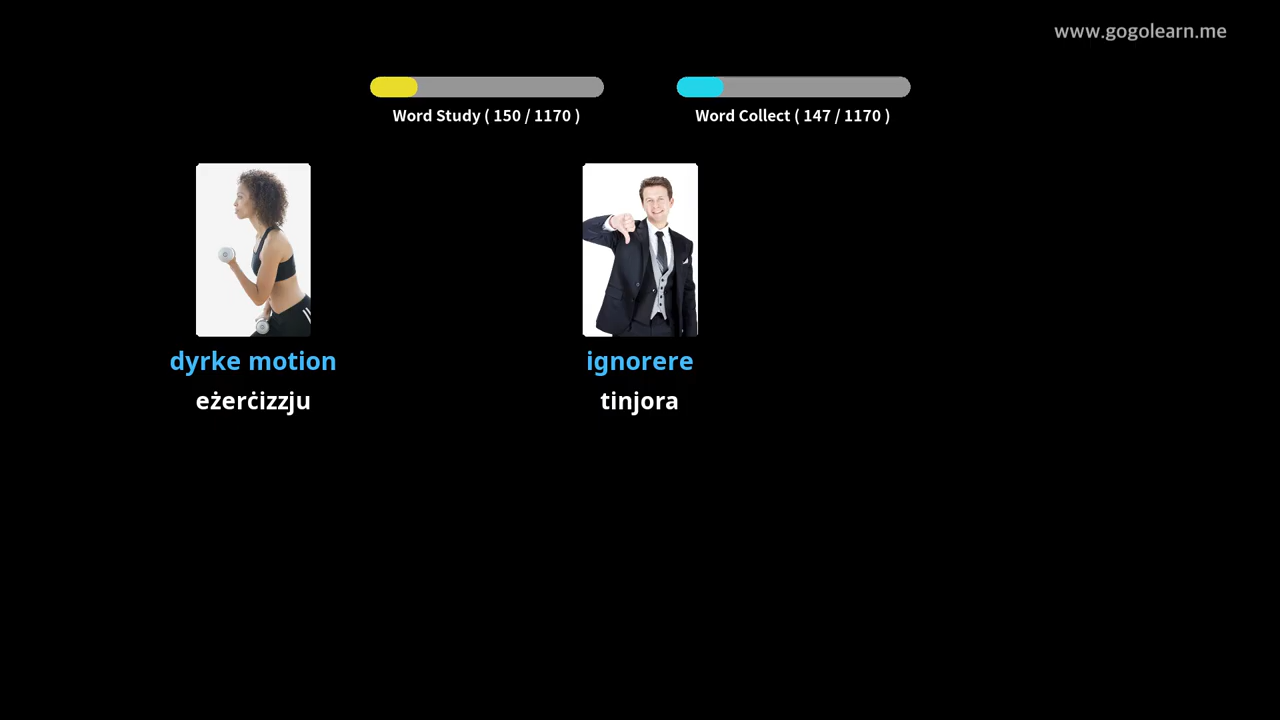 www.gogolearn.me
Word Study ( 150 / 1170 )
Word Collect ( 147 / 1170 )
dyrke motion
ignorere
eżerċizzju
tinjora